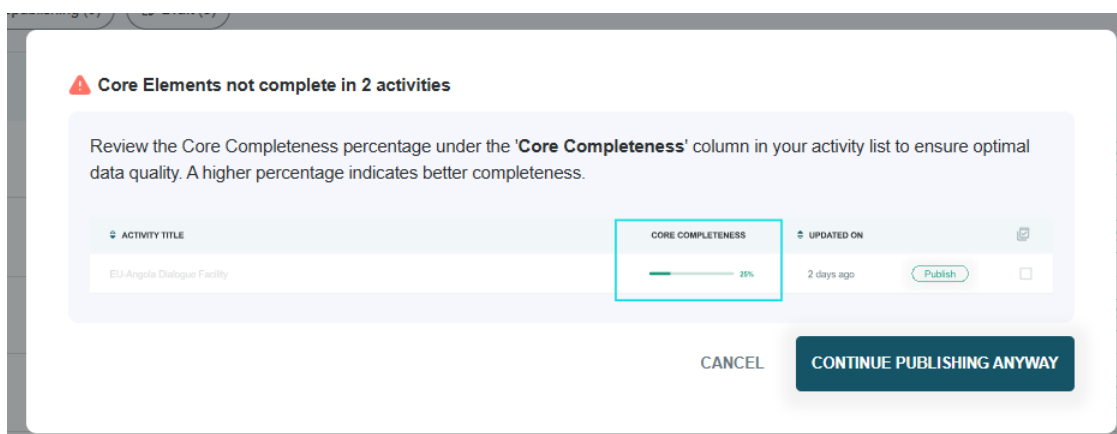 Core Elements not complete in 2 activities
Review the Core Completeness percentage under the 'Core Completeness' column in your activity list to ensure optimal
data quality. A higher percentage indicates better completeness.
ACTIVITY TITLE CORE COMPLETENESS UPDATED ON
EU-Angola Dialogue Facility 25% 2 days ago Publish
CANCEL CONTINUE PUBLISHING ANYWAY